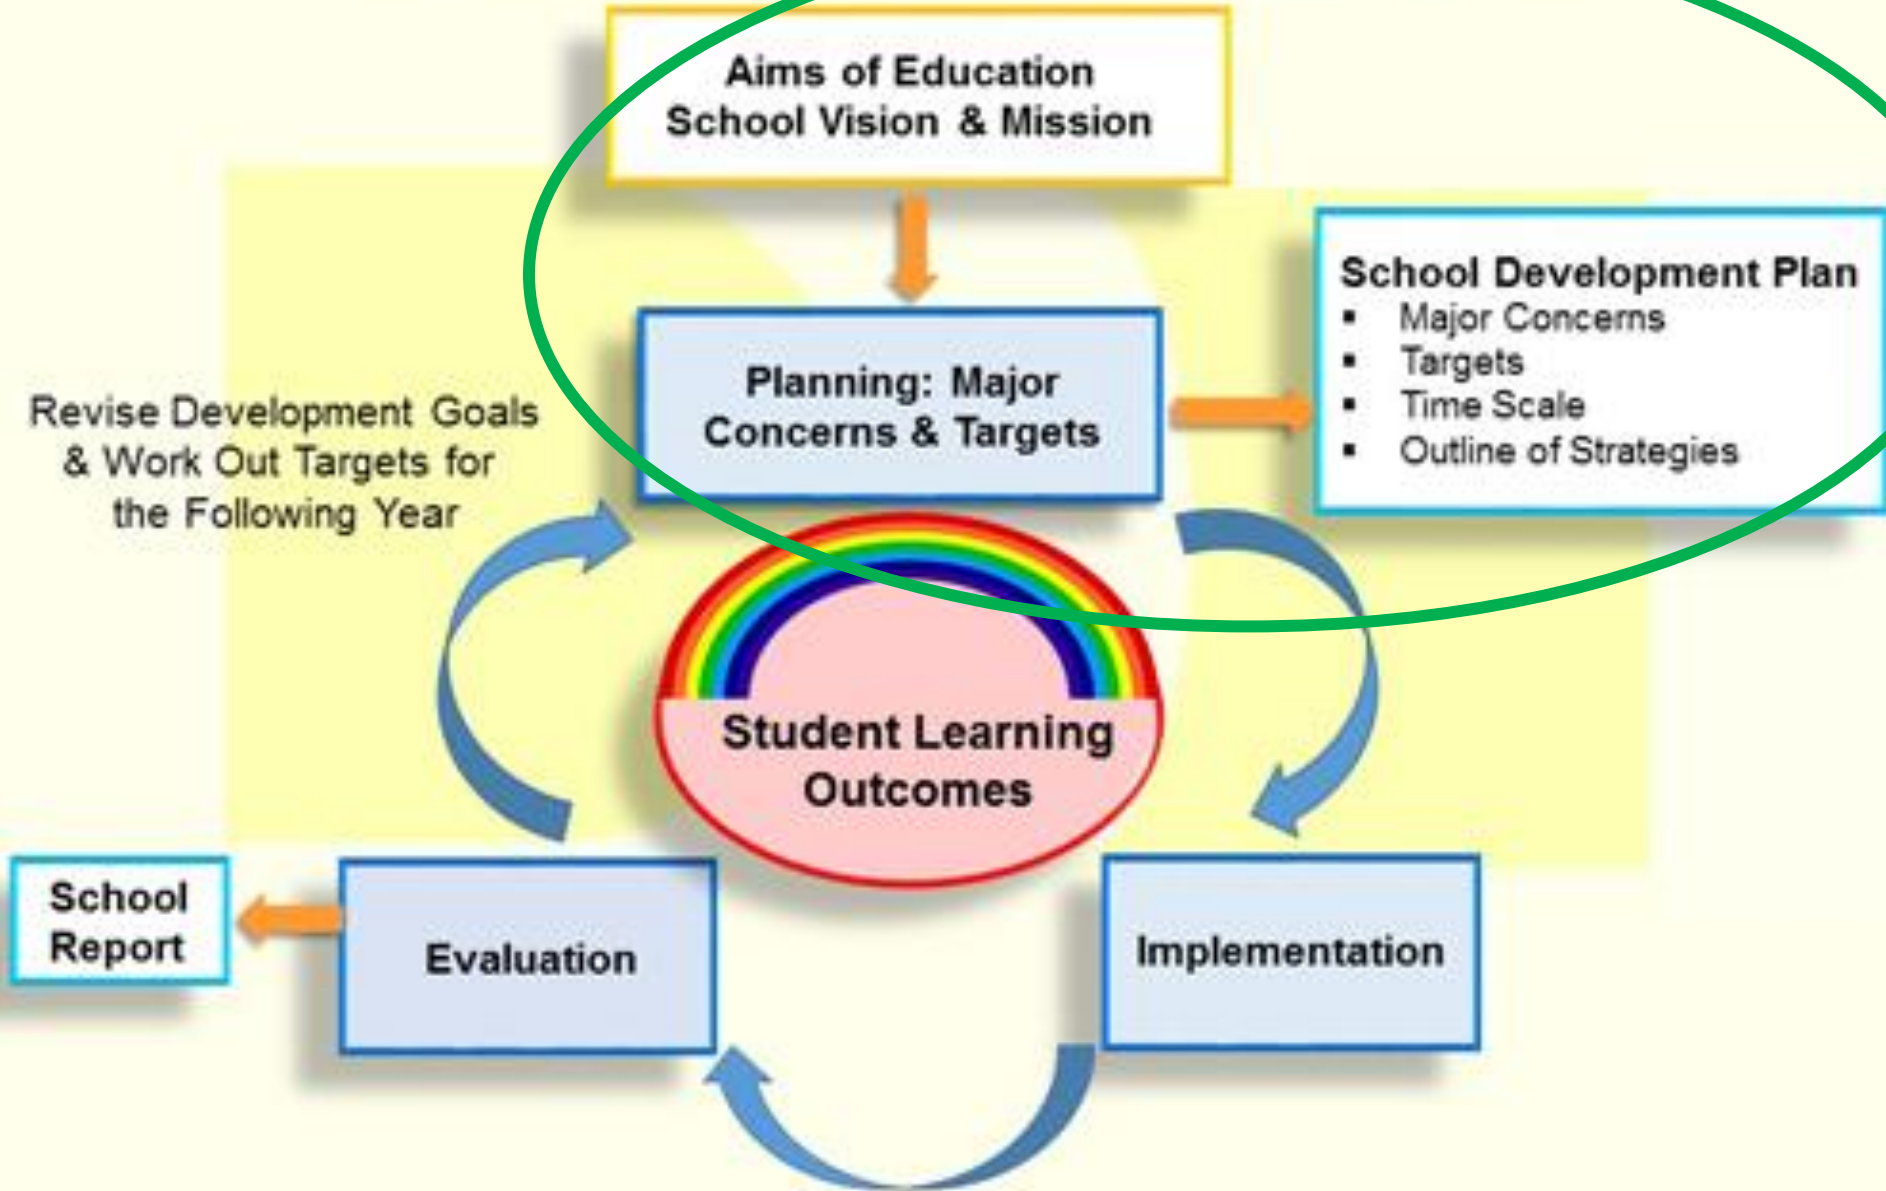 Aims of Education
School Vision & Mission
Planning: Major
Concerns & Targets
School Development Plan
▪ Major Concerns
▪ Targets
▪ Time Scale
▪ Outline of Strategies
Revise Development Goals
& Work Out Targets for
the Following Year
Student Learning
Outcomes
School
Report
Evaluation
Implementation